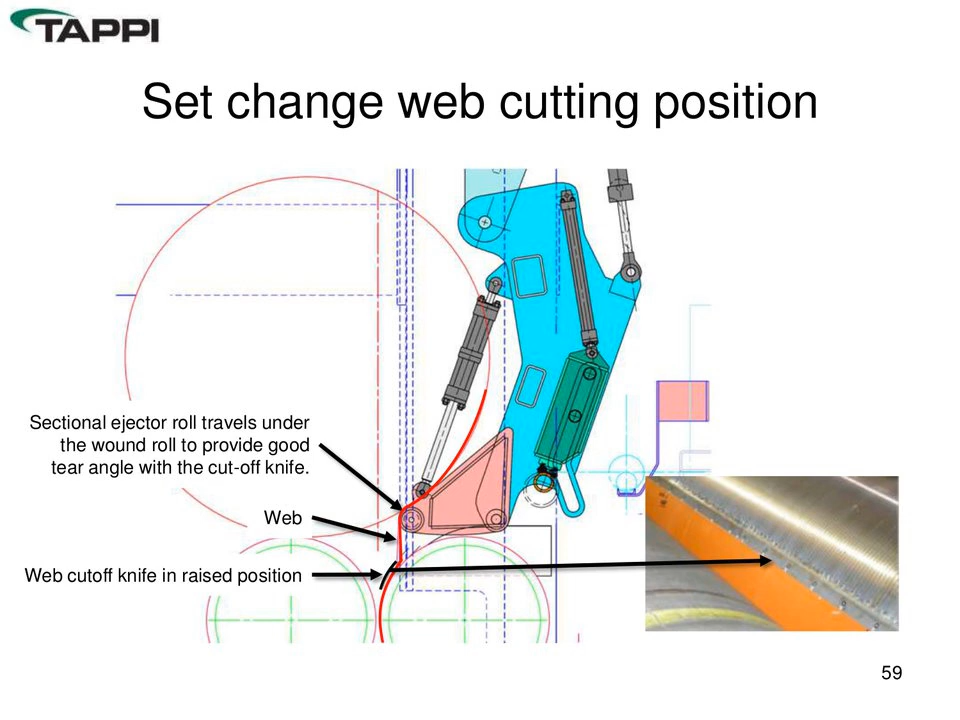 TAPPI
Set change web cutting position
Sectional ejector roll travels under
the wound roll to provide good
tear angle with the cut-off knife.
Web
Web cutoff knife in raised position
59